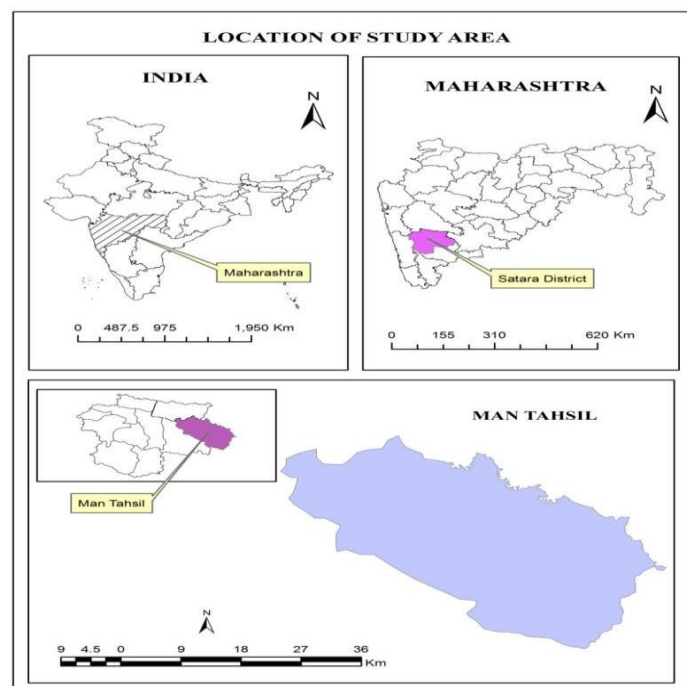 LOCATION OF STUDY AREA
INDIA
N
Maharashtra
0 487.5 975 1,950 Km
MAHARASHTRA
N
Satara District
0 155 310 620 Km
MAN TAHSIL
Man Tahsil
N
9 4.5 0 9 18 27 36
Km